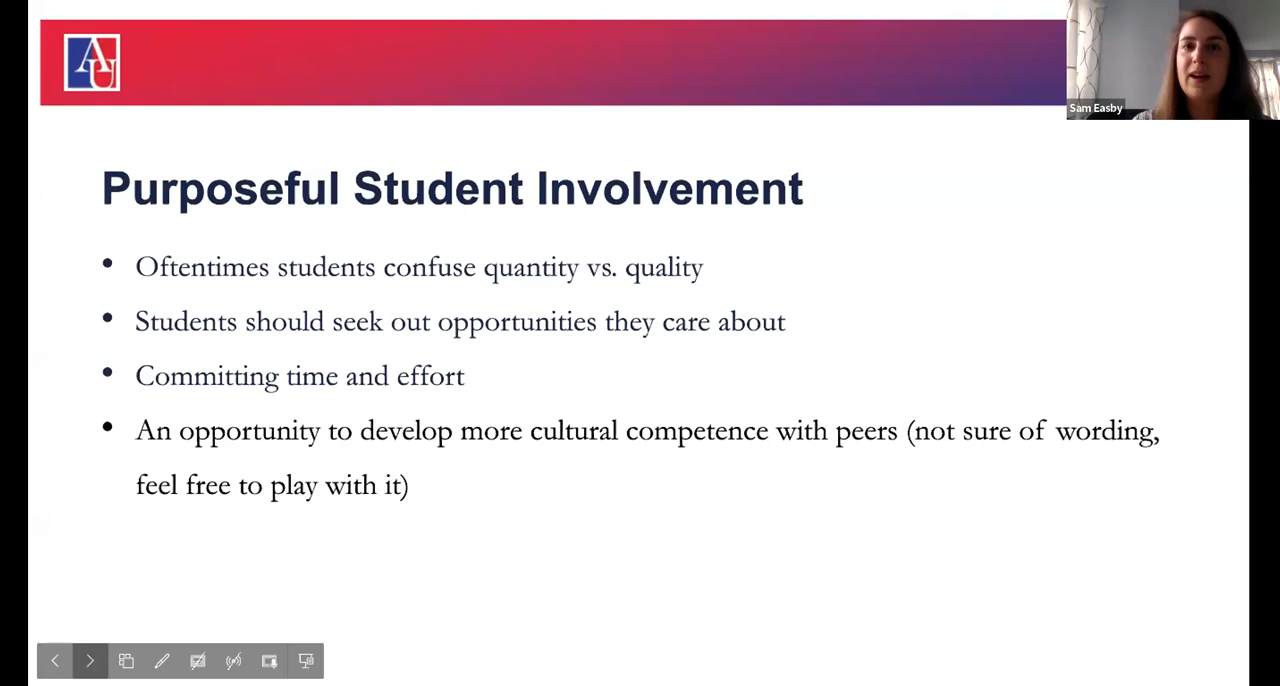 AU
Sam Easby
Purposeful Student Involvement
• Oftentimes students confuse quantity vs. quality
• Students should seek out opportunities they care about
• Committing time and effort
• An opportunity to develop more cultural competence with peers (not sure of wording,
feel free to play with it)